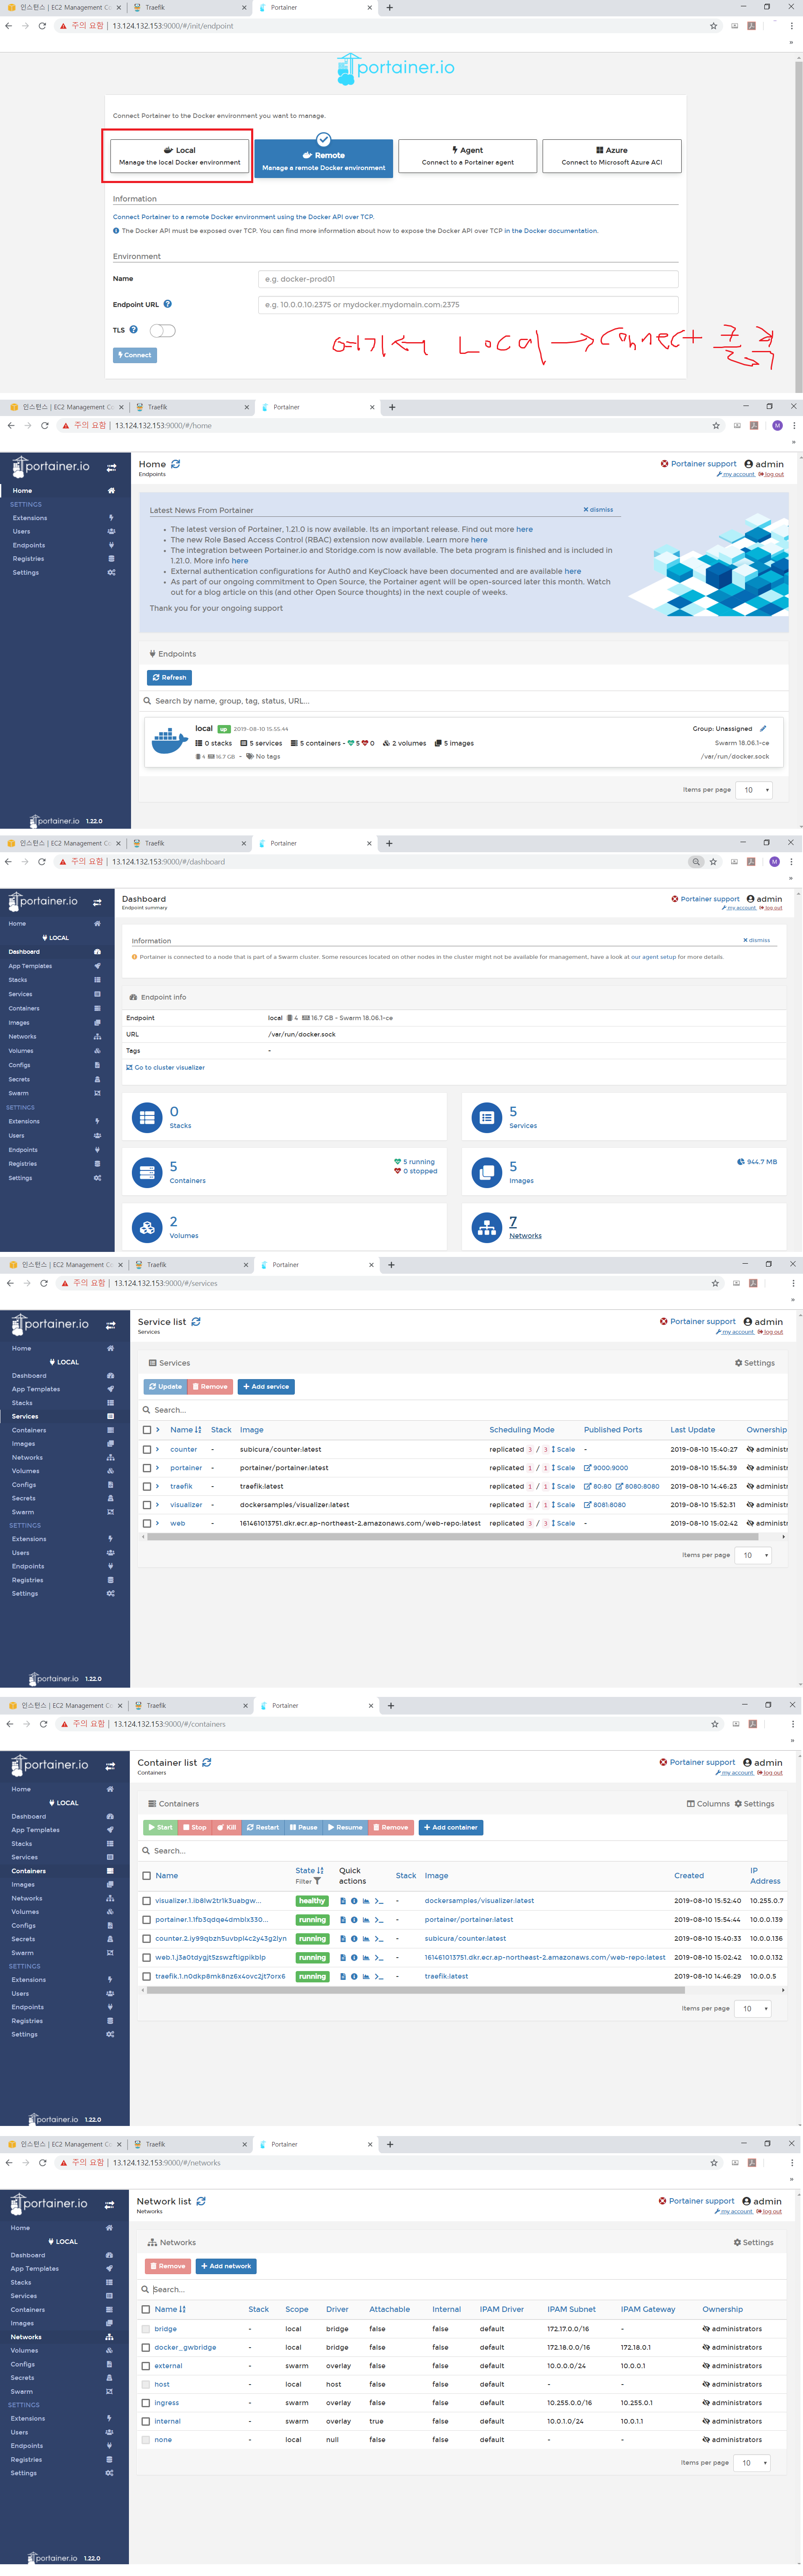 인스턴스 | EC2 Management Co
Traefik
Portainer
주의 요함 | 13.124.132.153:9000/#/init/endpoint
portainer.io
Connect Portainer to the Docker environment you want to manage.
Local
Manage the local Docker environment
Remote
Manage a remote Docker environment
Agent
Connect to a Portainer agent
Azure
Connect to Microsoft Azure ACI
Information
Connect Portainer to a remote Docker environment using the Docker API over TCP.
The Docker API must be exposed over TCP. You can find more information about how to expose the Docker API over TCP in the Docker documentation.
Environment
Name
e.g. docker-prod01
Endpoint URL
e.g. 10.0.0.10:2375 or mydocker.mydomain.com:2375
TLS
Connect
여기서 Local → Connect
인스턴스 | EC2 Management Co
Traefik
Portainer
주의 요함 | 13.124.132.153:9000/#/home
portainer.io
Home
SETTINGS
Extensions
Users
Endpoints
Registries
Settings
portainer.io 1.22.0
Home
Endpoints
Portainer support admin
my account log out
Latest News From Portainer
dismiss
The latest version of Portainer, 1.21.0 is now available. Its an important release. Find out more here
The new Role Based Access Control (RBAC) extension now available. Learn more here
The integration between Portainer.io and Storidge.com is now available. The beta program is finished and is included in
1.21.0. More info here
External authentication configurations for Auth0 and KeyCloack have been documented and are available here
As part of our ongoing commitment to Open Source, the Portainer agent will be open-sourced later this month. Watch
out for a blog article on this (and other Open Source thoughts) in the next couple of weeks.
Thank you for your ongoing support
Endpoints
Refresh
Search by name, group, tag, status, URL...
local up 2019-08-10 15:55:44
Group: Unassigned
0 stacks 5 services 5 containers - 5 0 2 volumes 5 images
Swarm 18.06.1-ce
4 16.7 GB - No tags
/var/run/docker.sock
Items per page 10
인스턴스 | EC2 Management Co
Traefik
Portainer
주의 요함 | 13.124.132.153:9000/#/dashboard
portainer.io
Home
LOCAL
Dashboard
App Templates
Stacks
Services
Containers
Images
Networks
Volumes
Configs
Secrets
Swarm
SETTINGS
Extensions
Users
Endpoints
Registries
Settings
Dashboard
Endpoint summary
Portainer support admin
my account log out
Information
dismiss
Portainer is connected to a node that is part of a Swarm cluster. Some resources located on other nodes in the cluster might not be available for management, have a look at our agent setup for more details.
Endpoint info
Endpoint local 4 16.7 GB - Swarm 18.06.1-ce
URL /var/run/docker.sock
Tags -
Go to cluster visualizer
0
Stacks
5
Services
5
Containers
5 running
0 stopped
5
Images
944.7 MB
2
Volumes
7
Networks
인스턴스 | EC2 Management Co
Traefik
Portainer
주의 요함 | 13.124.132.153:9000/#/services
portainer.io
Home
LOCAL
Dashboard
App Templates
Stacks
Services
Containers
Images
Networks
Volumes
Configs
Secrets
Swarm
SETTINGS
Extensions
Users
Endpoints
Registries
Settings
portainer.io 1.22.0
Service list
Services
Portainer support admin
my account log out
Services
Settings
Update Remove Add service
Search...
Name Stack Image Scheduling Mode Published Ports Last Update Ownership
counter - subicura/counter:latest replicated 3 / 3 Scale - 2019-08-10 15:40:27 administr
portainer - portainer/portainer:latest replicated 1 / 1 Scale 9000:9000 2019-08-10 15:54:39 administr
traefik - traefik:latest replicated 1 / 1 Scale 80:80 8080:8080 2019-08-10 14:46:23 administr
visualizer - dockersamples/visualizer:latest replicated 1 / 1 Scale 8081:8080 2019-08-10 15:52:31 administr
web - 161461013751.dkr.ecr.ap-northeast-2.amazonaws.com/web-repo:latest replicated 3 / 3 Scale - 2019-08-10 15:02:42 administr
Items per page 10
인스턴스 | EC2 Management Co
Traefik
Portainer
주의 요함 | 13.124.132.153:9000/#/containers
portainer.io
Home
LOCAL
Dashboard
App Templates
Stacks
Services
Containers
Images
Networks
Volumes
Configs
Secrets
Swarm
SETTINGS
Extensions
Users
Endpoints
Registries
Settings
portainer.io 1.22.0
Container list
Containers
Portainer support admin
my account log out
Containers
Columns Settings
Start Stop Kill Restart Pause Resume Remove Add container
Search...
Name State Filter Quick actions Stack Image Created IP Address
visualizer.1.ib8lw2tr1k3uabgw... healthy - dockersamples/visualizer:latest 2019-08-10 15:52:40 10.255.0.7
portainer.1.1fb3qdqe4dmblx330... running - portainer/portainer:latest 2019-08-10 15:54:44 10.0.0.139
counter.2.iy99qbzh5uvbpl4c2y43g2iyn running - subicura/counter:latest 2019-08-10 15:40:33 10.0.0.136
web.1.j3a0tdygjt5zswzftigpikblp running - 161461013751.dkr.ecr.ap-northeast-2.amazonaws.com/web-repo:latest 2019-08-10 15:02:42 10.0.0.132
traefik.1.n0dkp8mk8nz6x4ovc2jt7orx6 running - traefik:latest 2019-08-10 14:46:29 10.0.0.5
Items per page 10
인스턴스 | EC2 Management Co
Traefik
Portainer
주의 요함 | 13.124.132.153:9000/#/networks
portainer.io
Home
LOCAL
Dashboard
App Templates
Stacks
Services
Containers
Images
Networks
Volumes
Configs
Secrets
Swarm
SETTINGS
Extensions
Users
Endpoints
Registries
Settings
portainer.io 1.22.0
Network list
Networks
Portainer support admin
my account log out
Networks
Settings
Remove Add network
Search...
Name Stack Scope Driver Attachable Internal IPAM Driver IPAM Subnet IPAM Gateway Ownership
bridge - local bridge false false default 172.17.0.0/16 - administrators
docker_gwbridge - local bridge false false default 172.18.0.0/16 172.18.0.1 administrators
external - swarm overlay false false default 10.0.0.0/24 10.0.0.1 administrators
host - local host false false default - - administrators
ingress - swarm overlay false false default 10.255.0.0/16 10.255.0.1 administrators
internal - swarm overlay true false default 10.0.1.0/24 10.0.1.1 administrators
none - local null false false default - - administrators
Items per page 10